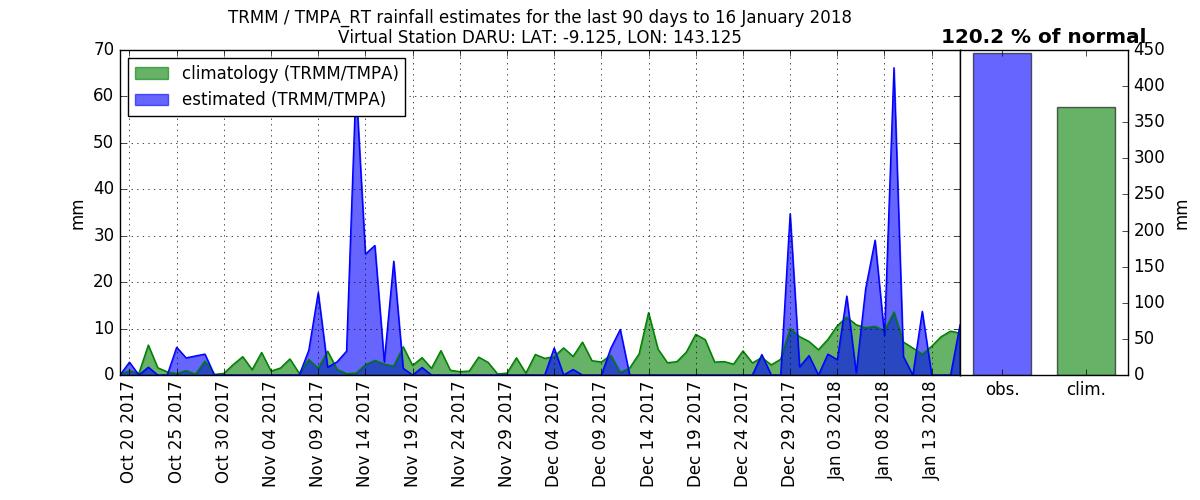 TRMM / TMPA_RT rainfall estimates for the last 90 days to 16 January 2018
Virtual Station DARU: LAT: -9.125, LON: 143.125
120.2 % of normal
climatology (TRMM/TMPA)
estimated (TRMM/TMPA)
70
60
50
40
30
20
10
0
mm
Oct 20 2017
Oct 25 2017
Oct 30 2017
Nov 04 2017
Nov 09 2017
Nov 14 2017
Nov 19 2017
Nov 24 2017
Nov 29 2017
Dec 04 2017
Dec 09 2017
Dec 14 2017
Dec 19 2017
Dec 24 2017
Dec 29 2017
Jan 03 2018
Jan 08 2018
Jan 13 2018
450
400
350
300
250
200
150
100
50
0
mm
obs.
clim.